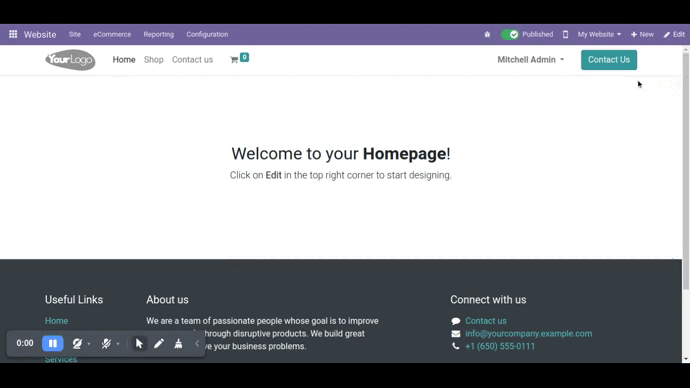 Website Site eCommerce Reporting Configuration Published My Website + New Edit
YourLogo Home Shop Contact us 0 Mitchell Admin Contact Us
Welcome to your Homepage!
Click on Edit in the top right corner to start designing.
Useful Links About us Connect with us
Home We are a team of passionate people whose goal is to improve Contact us
through disruptive products. We build great info@yourcompany.example.com
0:00 your business problems. +1 (650) 555-0111
Services